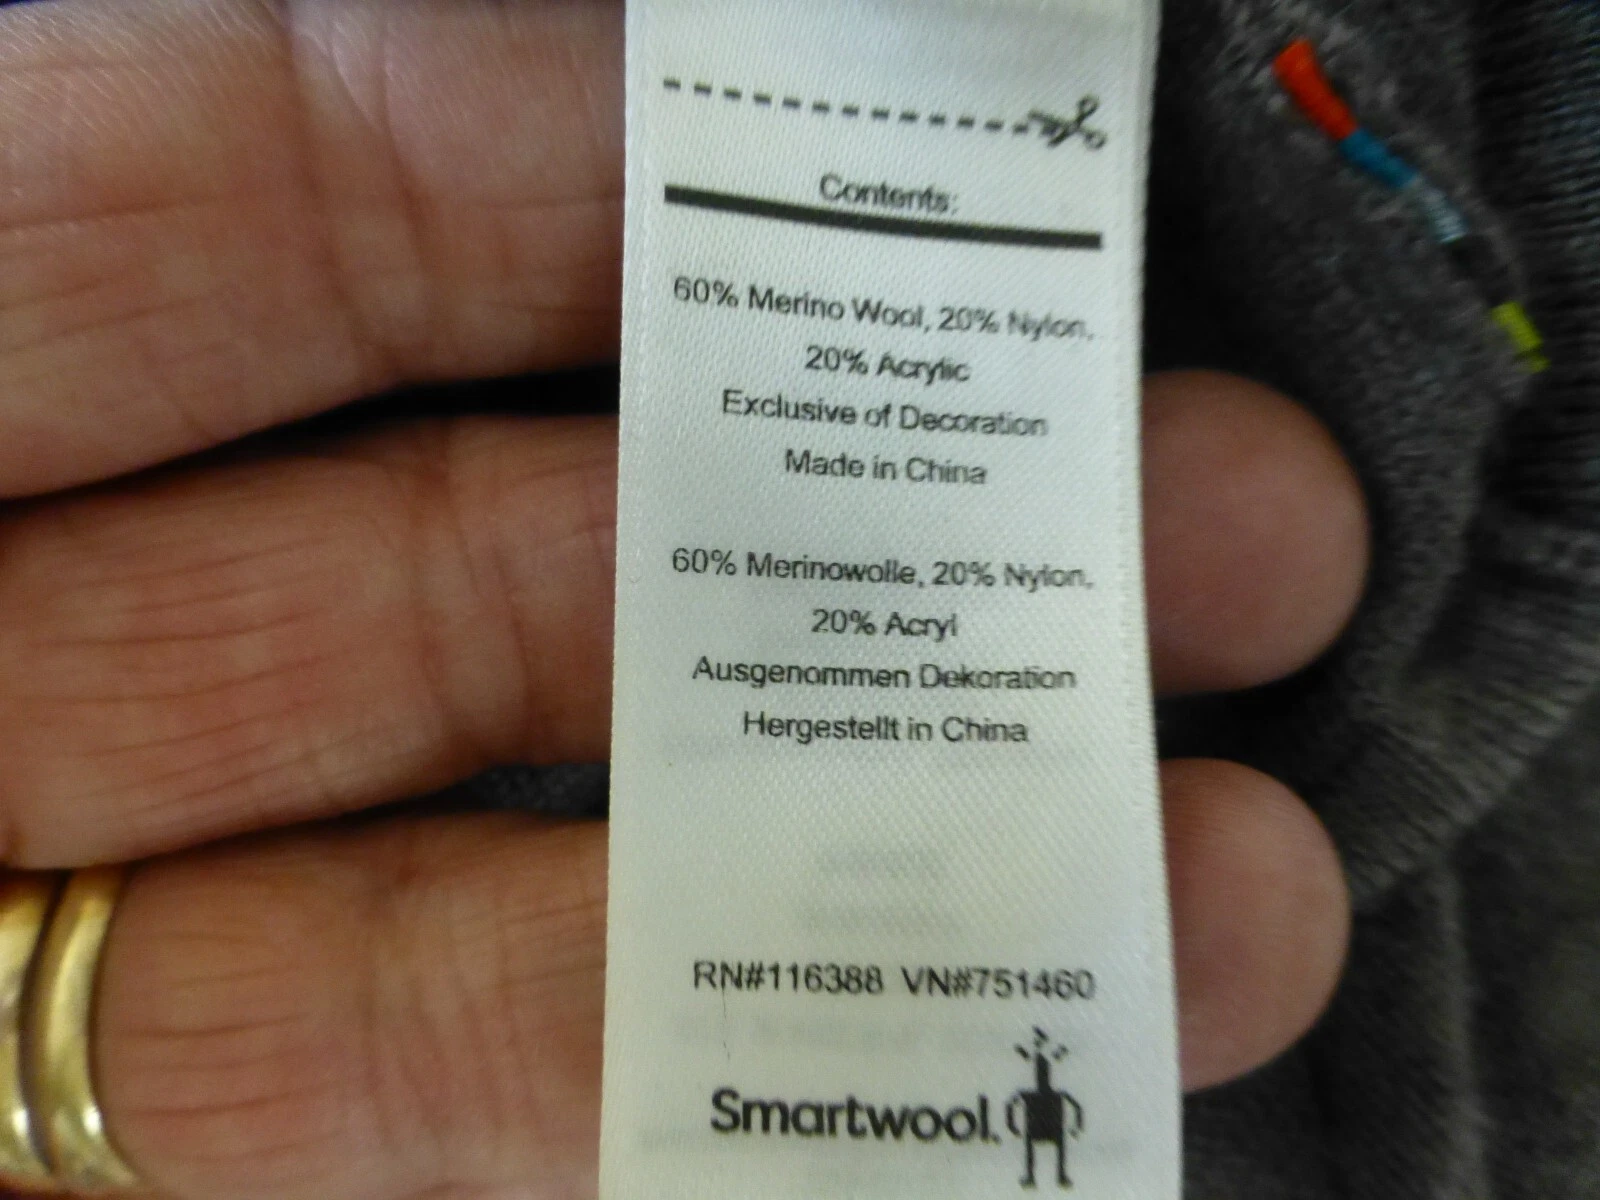 Contents:
60% Merino Wool, 20% Nylon,
20% Acrylic
Exclusive of Decoration
Made in China
60% Merinowolle, 20% Nylon,
20% Acryl
Ausgenommen Dekoration
Hergestellt in China
RN#116388 VN#751460
Smartwool.